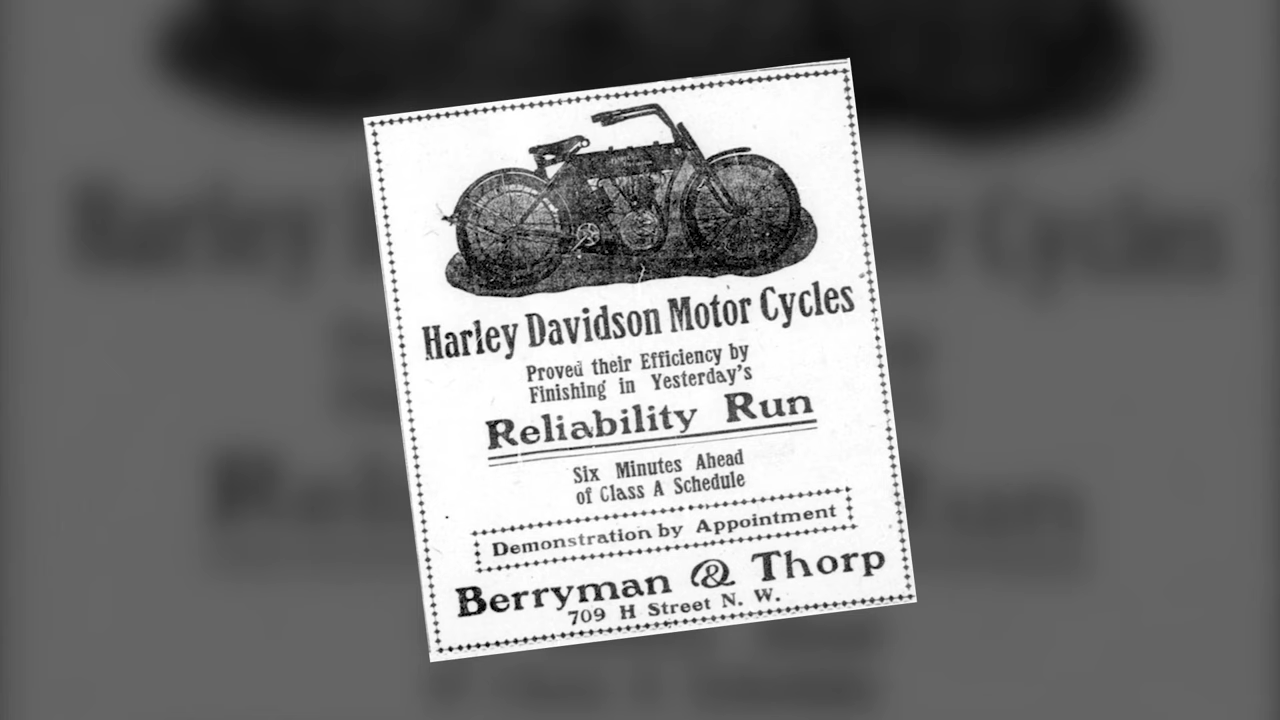 Harley Davidson Motor Cycles
Proved their Efficiency by
Finishing in Yesterday's
Reliability Run
Six Minutes Ahead
of Class A Schedule
Demonstration by Appointment
Berryman & Thorp
709 H Street N. W.